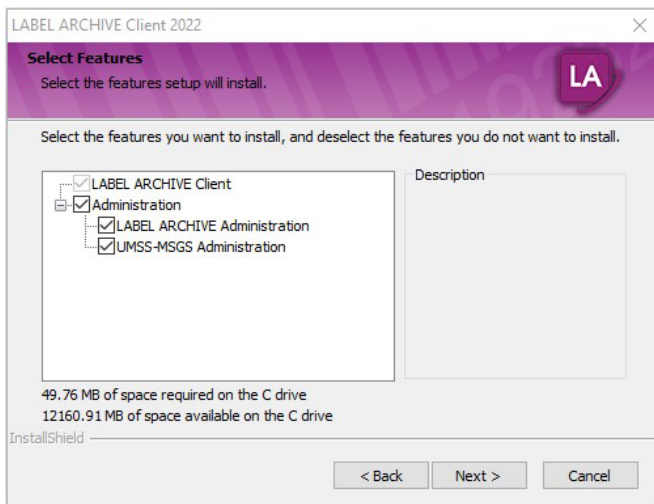 LABEL ARCHIVE Client 2022
Select Features
Select the features setup will install.
LA
Select the features you want to install, and deselect the features you do not want to install.
LABEL ARCHIVE Client
Administration
LABEL ARCHIVE Administration
UMSS-MSGS Administration
Description
49.76 MB of space required on the C drive
12160.91 MB of space available on the C drive
InstallShield
< Back
Next >
Cancel